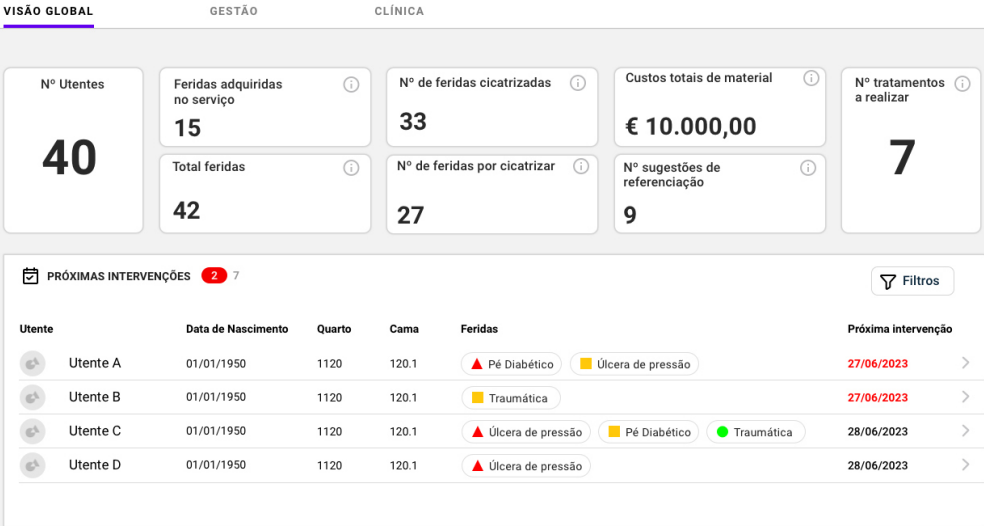 VISÃO GLOBAL GESTÃO CLÍNICA
Nº Utentes
40
Feridas adquiridas
no serviço
15
Total feridas
42
Nº de feridas cicatrizadas
33
Nº de feridas por cicatrizar
27
Custos totais de material
€ 10.000,00
Nº sugestões de
referenciação
9
Nº tratamentos
a realizar
7
PRÓXIMAS INTERVENÇÕES 2 7
Filtros
Utente Data de Nascimento Quarto Cama Feridas Próxima intervenção
Utente A 01/01/1950 1120 120.1 Pé Diabético Úlcera de pressão 27/06/2023
Utente B 01/01/1950 1120 120.1 Traumática 27/06/2023
Utente C 01/01/1950 1120 120.1 Úlcera de pressão Pé Diabético Traumática 28/06/2023
Utente D 01/01/1950 1120 120.1 Úlcera de pressão 28/06/2023